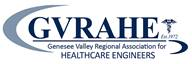 GVRAHE
Est.1972
Genesee Valley Regional Association for
HEALTHCARE ENGINEERS